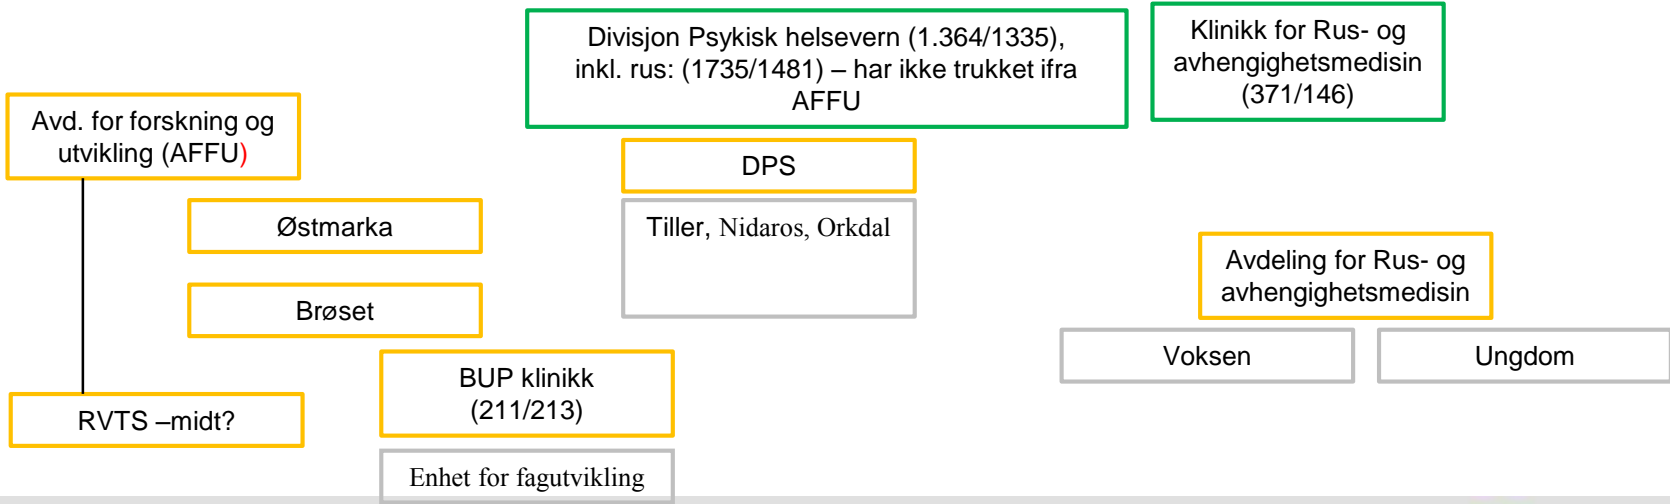 Divisjon Psykisk helsevern (1.364/1335),
inkl. rus: (1735/1481) – har ikke trukket ifra
AFFU
Klinikk for Rus- og
avhengighetsmedisin
(371/146)
Avd. for forskning og
utvikling (AFFU)
DPS
Tiller, Nidaros, Orkdal
Østmarka
Brøset
Avdeling for Rus- og
avhengighetsmedisin
Voksen
Ungdom
BUP klinikk
(211/213)
RVTS –midt?
Enhet for fagutvikling